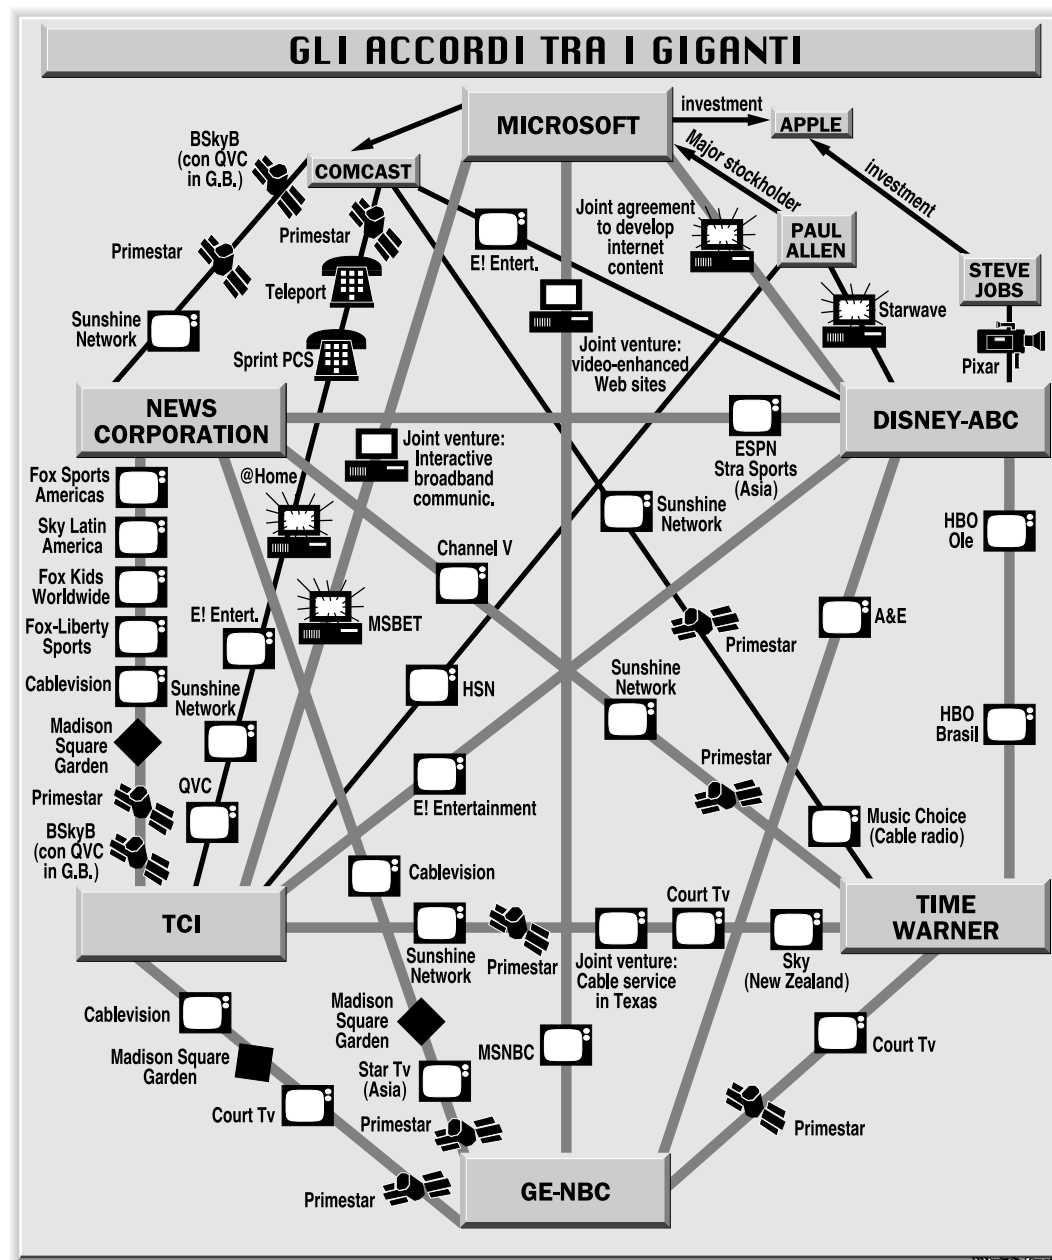 GLI ACCORDI TRA I GIGANTI
MICROSOFT
investment
APPLE
BSkyB
(con QVC
in G.B.)
COMCAST
Major stockholder
investment
Primestar
Primestar
Joint agreement
to develop
internet
content
PAUL
ALLEN
E! Entert.
STEVE
JOBS
Teleport
Starwave
Sunshine
Network
Sprint PCS
Joint venture:
video-enhanced
Web sites
Pixar
NEWS
CORPORATION
DISNEY-ABC
ESPN
Stra Sports
(Asia)
Joint venture:
Interactive
broadband
communic.
Fox Sports
Americas
@Home
Sunshine
Network
Sky Latin
America
HBO
Ole
Channel V
Fox Kids
Worldwide
E! Entert.
MSBET
A&E
Fox-Liberty
Sports
Primestar
Cablevision
Sunshine
Network
HSN
Sunshine
Network
HBO
Brasil
Madison
Square
Garden
Primestar
QVC
Primestar
E! Entertainment
Music Choice
(Cable radio)
BSkyB
(con QVC
in G.B.)
Cablevision
TCI
Court Tv
TIME
WARNER
Sunshine
Network
Primestar
Joint venture:
Cable service
in Texas
Sky
(New Zealand)
Cablevision
Madison
Square
Garden
Madison Square
Garden
MSNBC
Court Tv
Star Tv
(Asia)
Court Tv
Primestar
Primestar
Primestar
GE-NBC